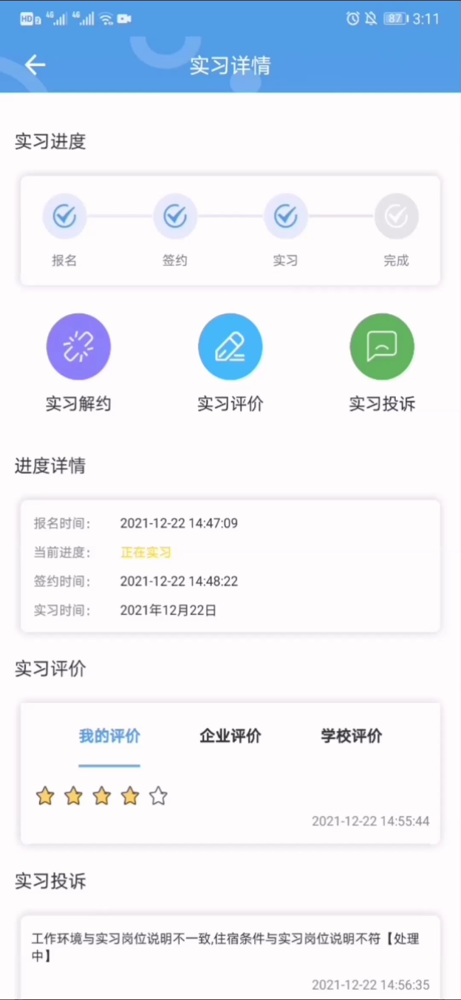 HD 2 4G 4G 87 3:11
实习详情
实习进度
报名 签约 实习 完成
实习解约 实习评价 实习投诉
进度详情
报名时间: 2021-12-22 14:47:09
当前进度: 正在实习
签约时间: 2021-12-22 14:48:22
实习时间: 2021年12月22日
实习评价
我的评价 企业评价 学校评价
2021-12-22 14:55:44
实习投诉
工作环境与实习岗位说明不一致,住宿条件与实习岗位说明不符【处理
中】
2021-12-22 14:56:35